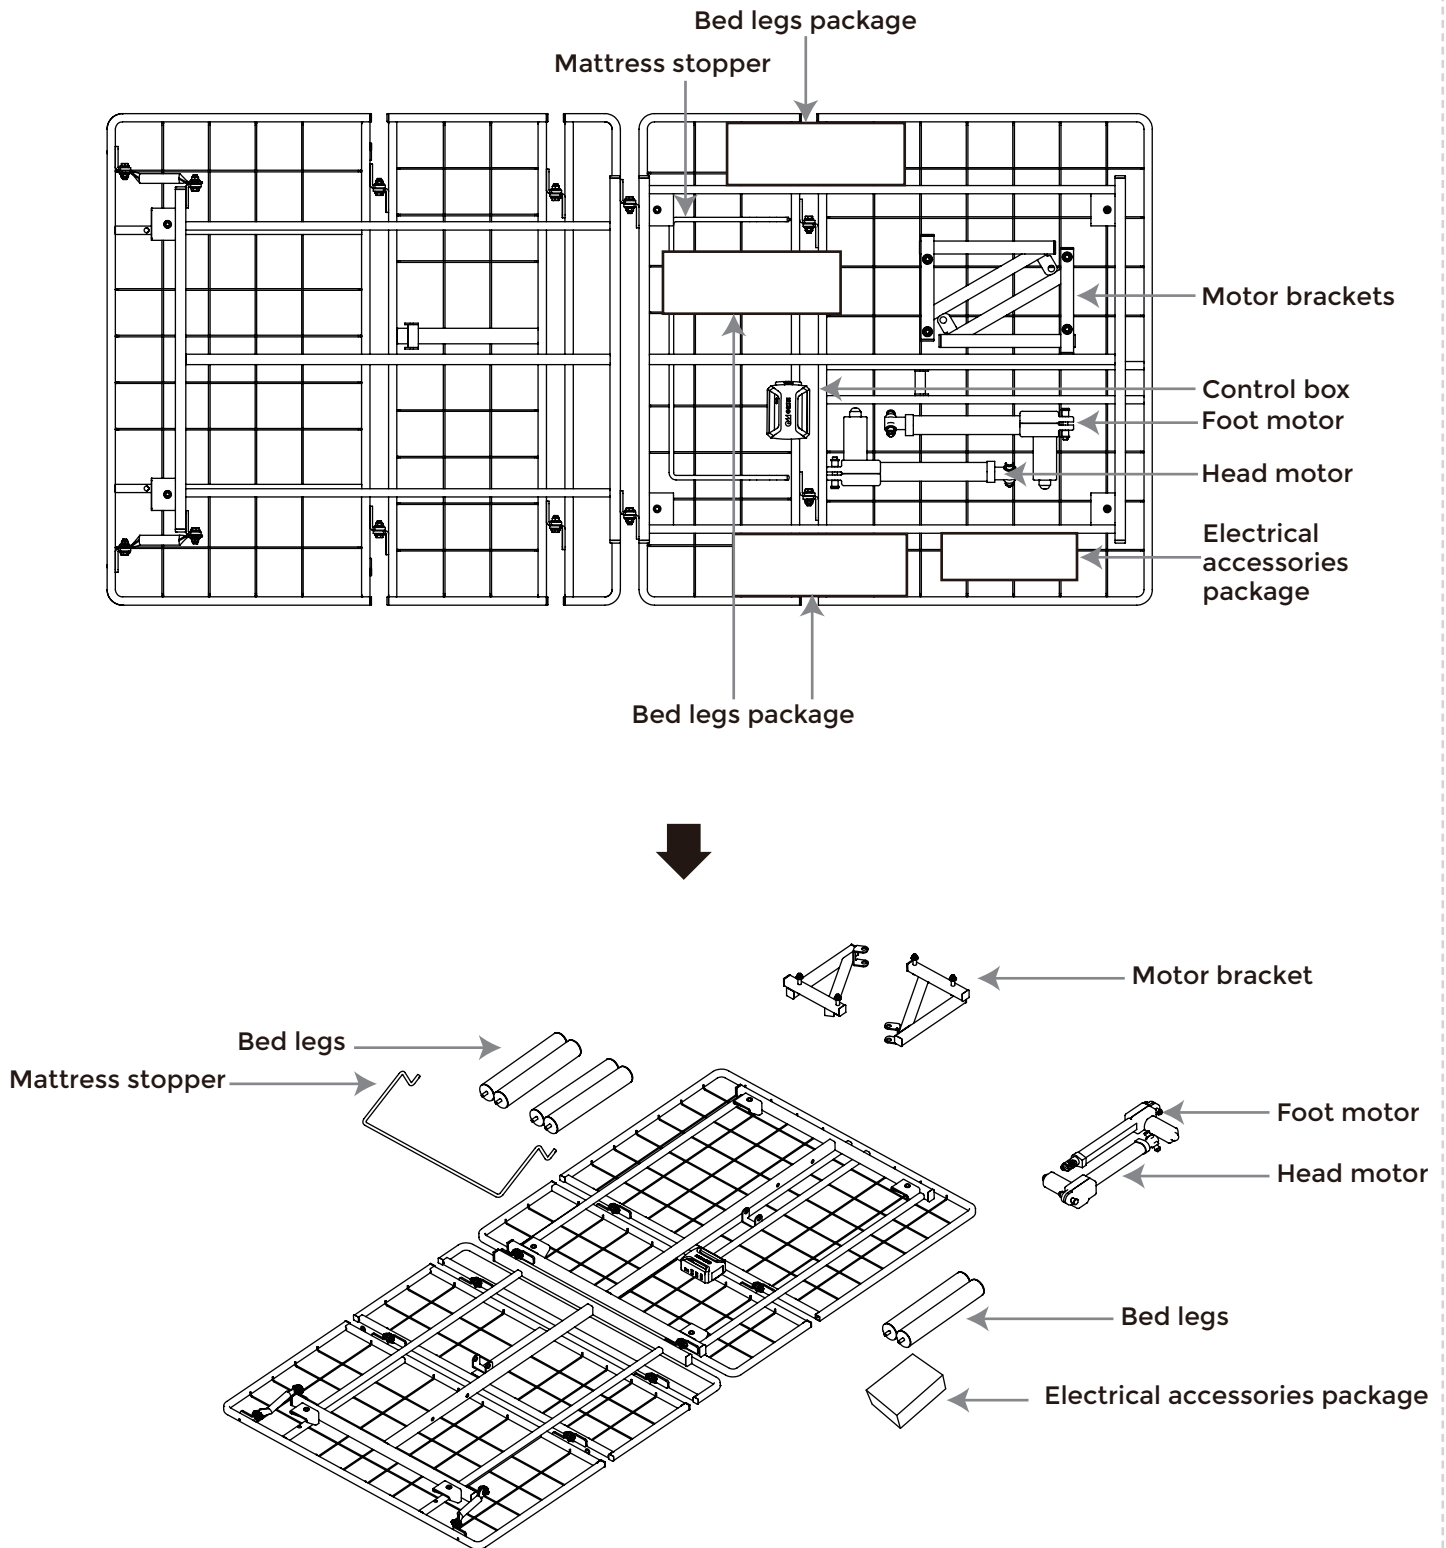 Bed legs package
Mattress stopper
Motor brackets
Control box
Foot motor
Head motor
Electrical
accessories
package
Bed legs package
Motor bracket
Bed legs
Mattress stopper
Foot motor
Head motor
Bed legs
Electrical accessories package